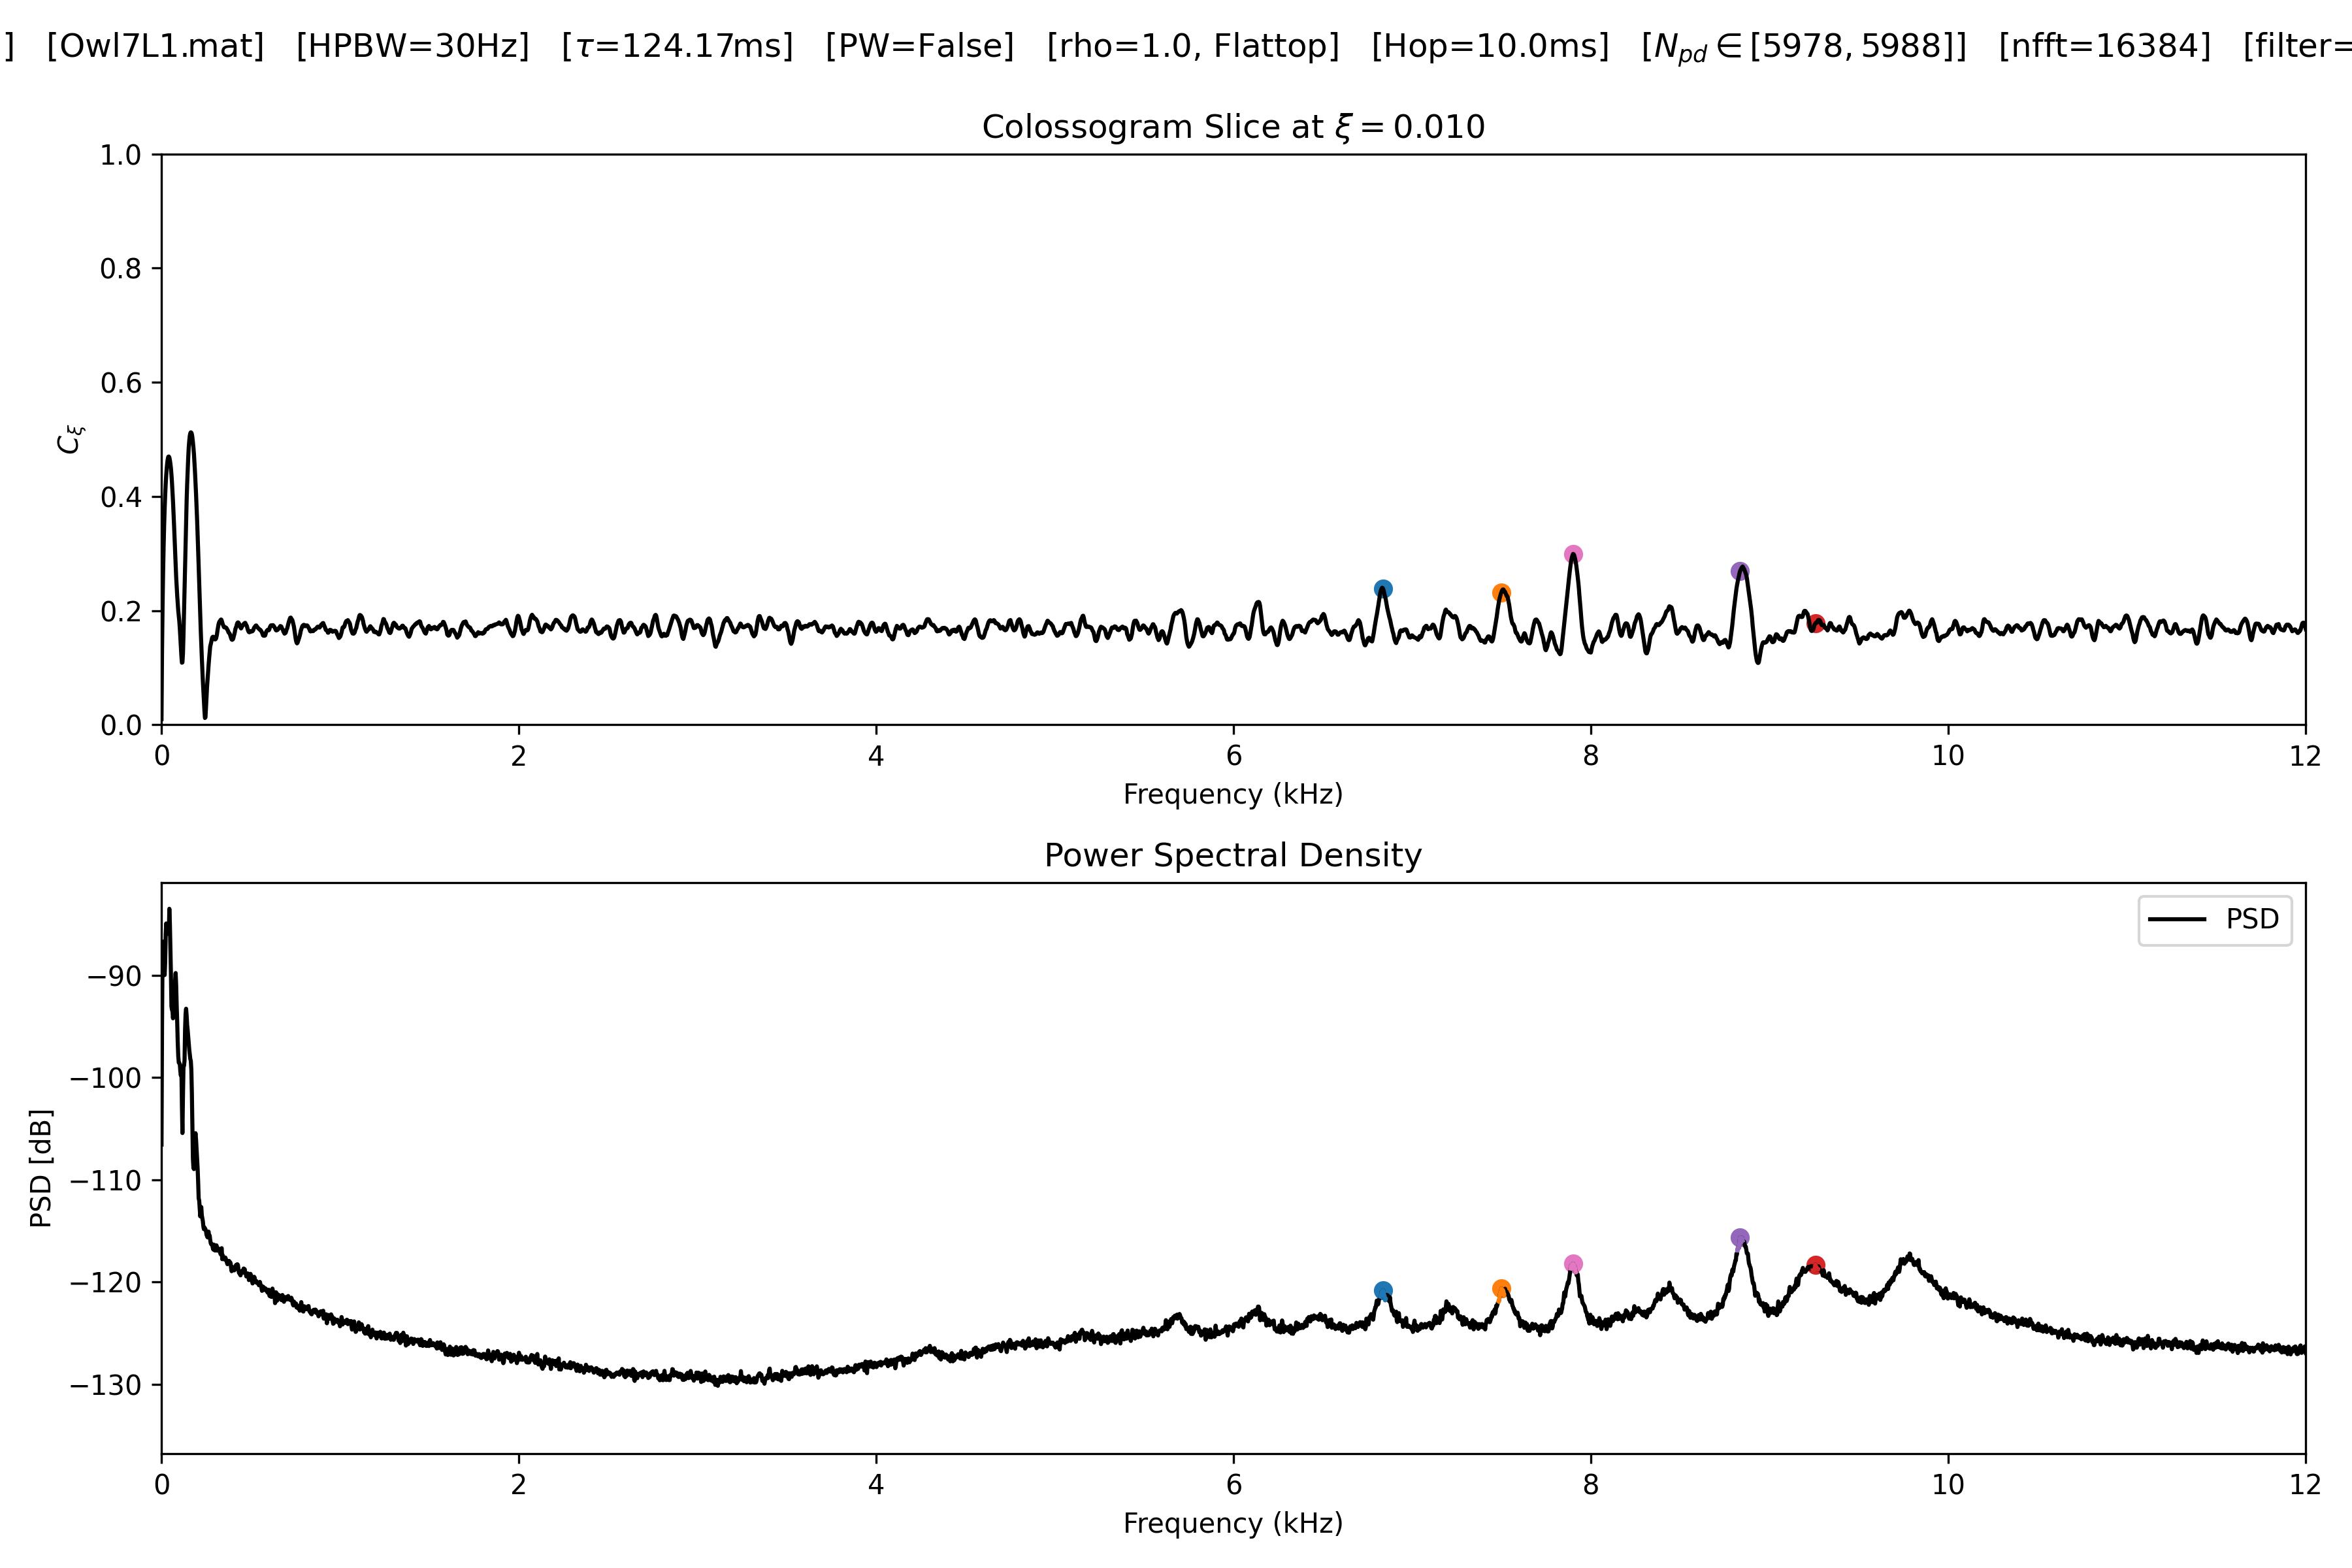 ] [Owl7L1.mat] [HPBW=30Hz] [τ=124.17ms] [PW=False] [rho=1.0, Flattop] [Hop=10.0ms] [N_pd ∈ [5978, 5988]] [nfft=16384] [filter=
Colossogram Slice at ξ = 0.010
1.0
0.8
0.6
0.4
0.2
0.0
C_ξ
0 2 4 6 8 10 12
Frequency (kHz)
Power Spectral Density
PSD
−90
−100
−110
−120
−130
PSD [dB]
0 2 4 6 8 10 12
Frequency (kHz)